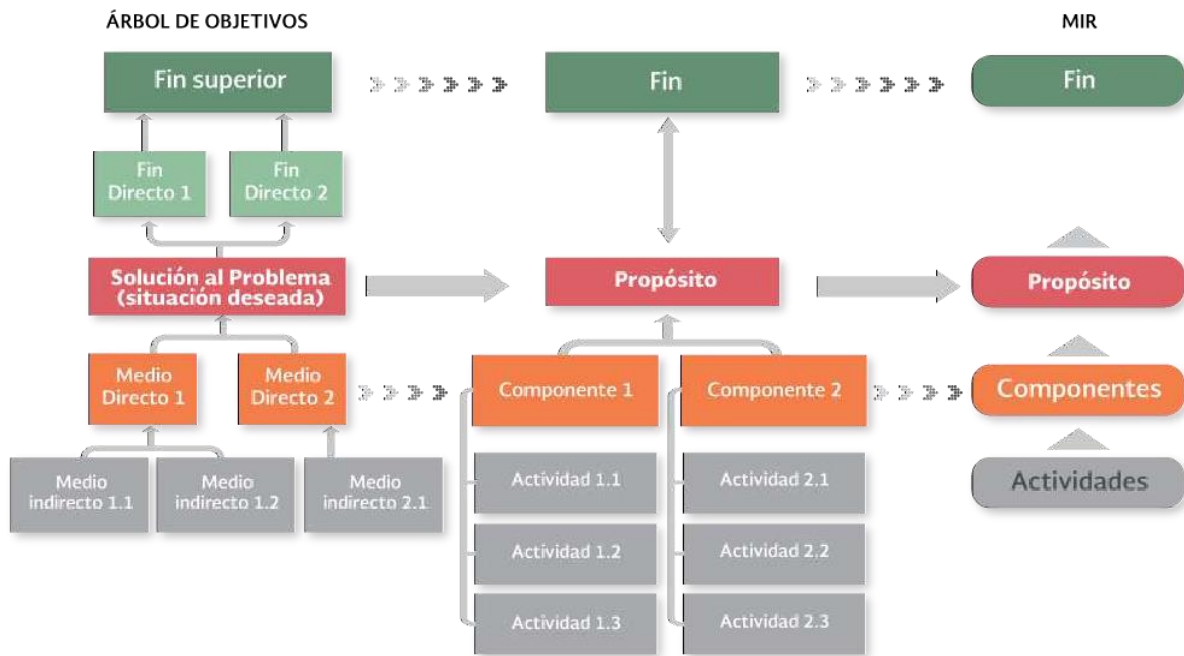 ÁRBOL DE OBJETIVOS
MIR
Fin superior
Fin
Fin
Fin
Directo 1
Fin
Directo 2
Solución al Problema
(situación deseada)
Propósito
Propósito
Medio
Directo 1
Medio
Directo 2
Componente 1
Componente 2
Componentes
Medio
indirecto 1.1
Medio
indirecto 1.2
Medio
indirecto 2.1
Actividad 1.1
Actividad 2.1
Actividades
Actividad 1.2
Actividad 2.2
Actividad 1.3
Actividad 2.3